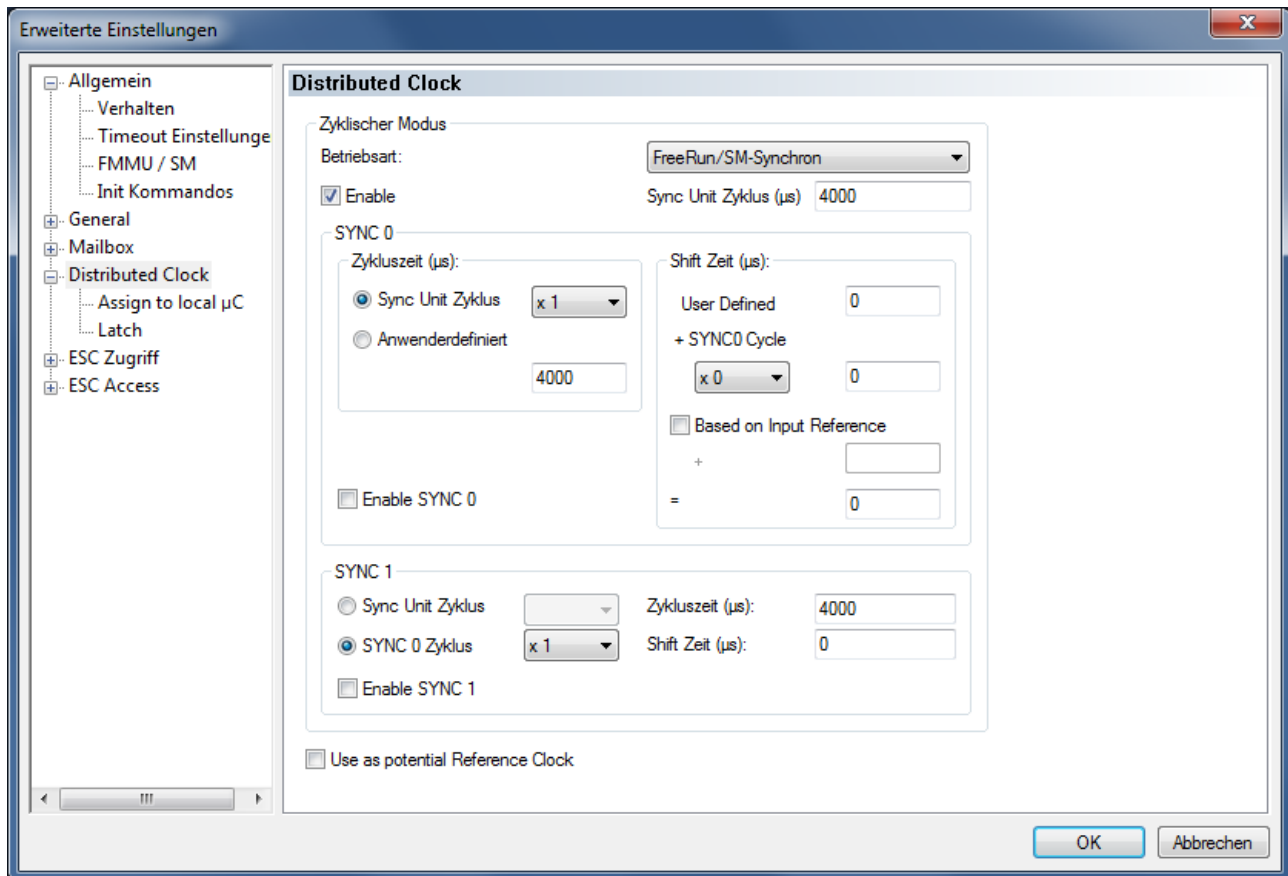 Erweiterte Einstellungen
Allgemein
Verhalten
Timeout Einstellunge
FMMU / SM
Init Kommandos
General
Mailbox
Distributed Clock
Assign to local µC
Latch
ESC Zugriff
ESC Access
Distributed Clock
Zyklischer Modus
Betriebsart: FreeRun/SM-Synchron
Enable Sync Unit Zyklus (µs) 4000
SYNC 0
Zykluszeit (µs):
Sync Unit Zyklus x 1
Anwenderdefiniert
4000
Enable SYNC 0
Shift Zeit (µs):
User Defined 0
+ SYNC0 Cycle
x 0 0
Based on Input Reference
+
= 0
SYNC 1
Sync Unit Zyklus Zykluszeit (µs): 4000
SYNC 0 Zyklus x 1 Shift Zeit (µs): 0
Enable SYNC 1
Use as potential Reference Clock
OK Abbrechen